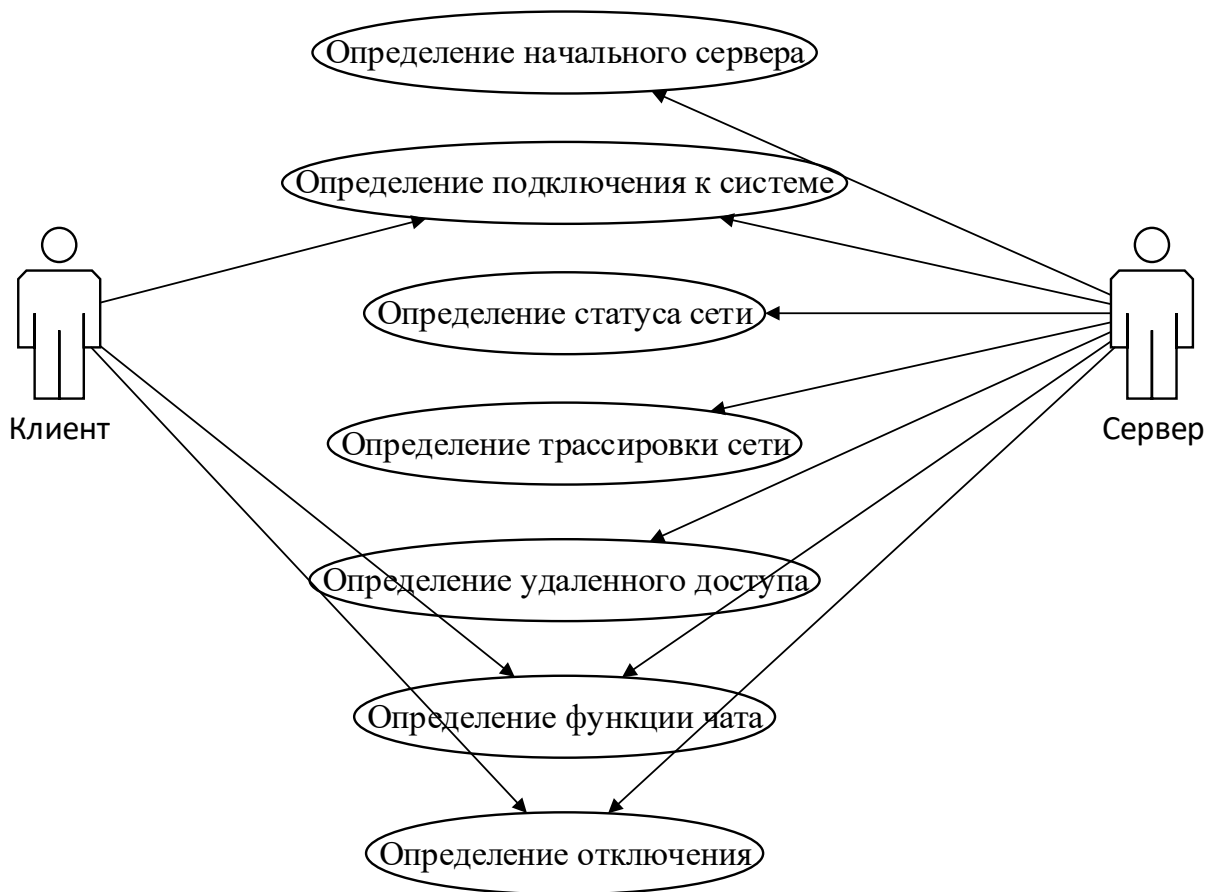 Определение начального сервера
Определение подключения к системе
Определение статуса сети
Клиент
Определение трассировки сети
Сервер
Определение удаленного доступа
Определение функции чата
Определение отключения